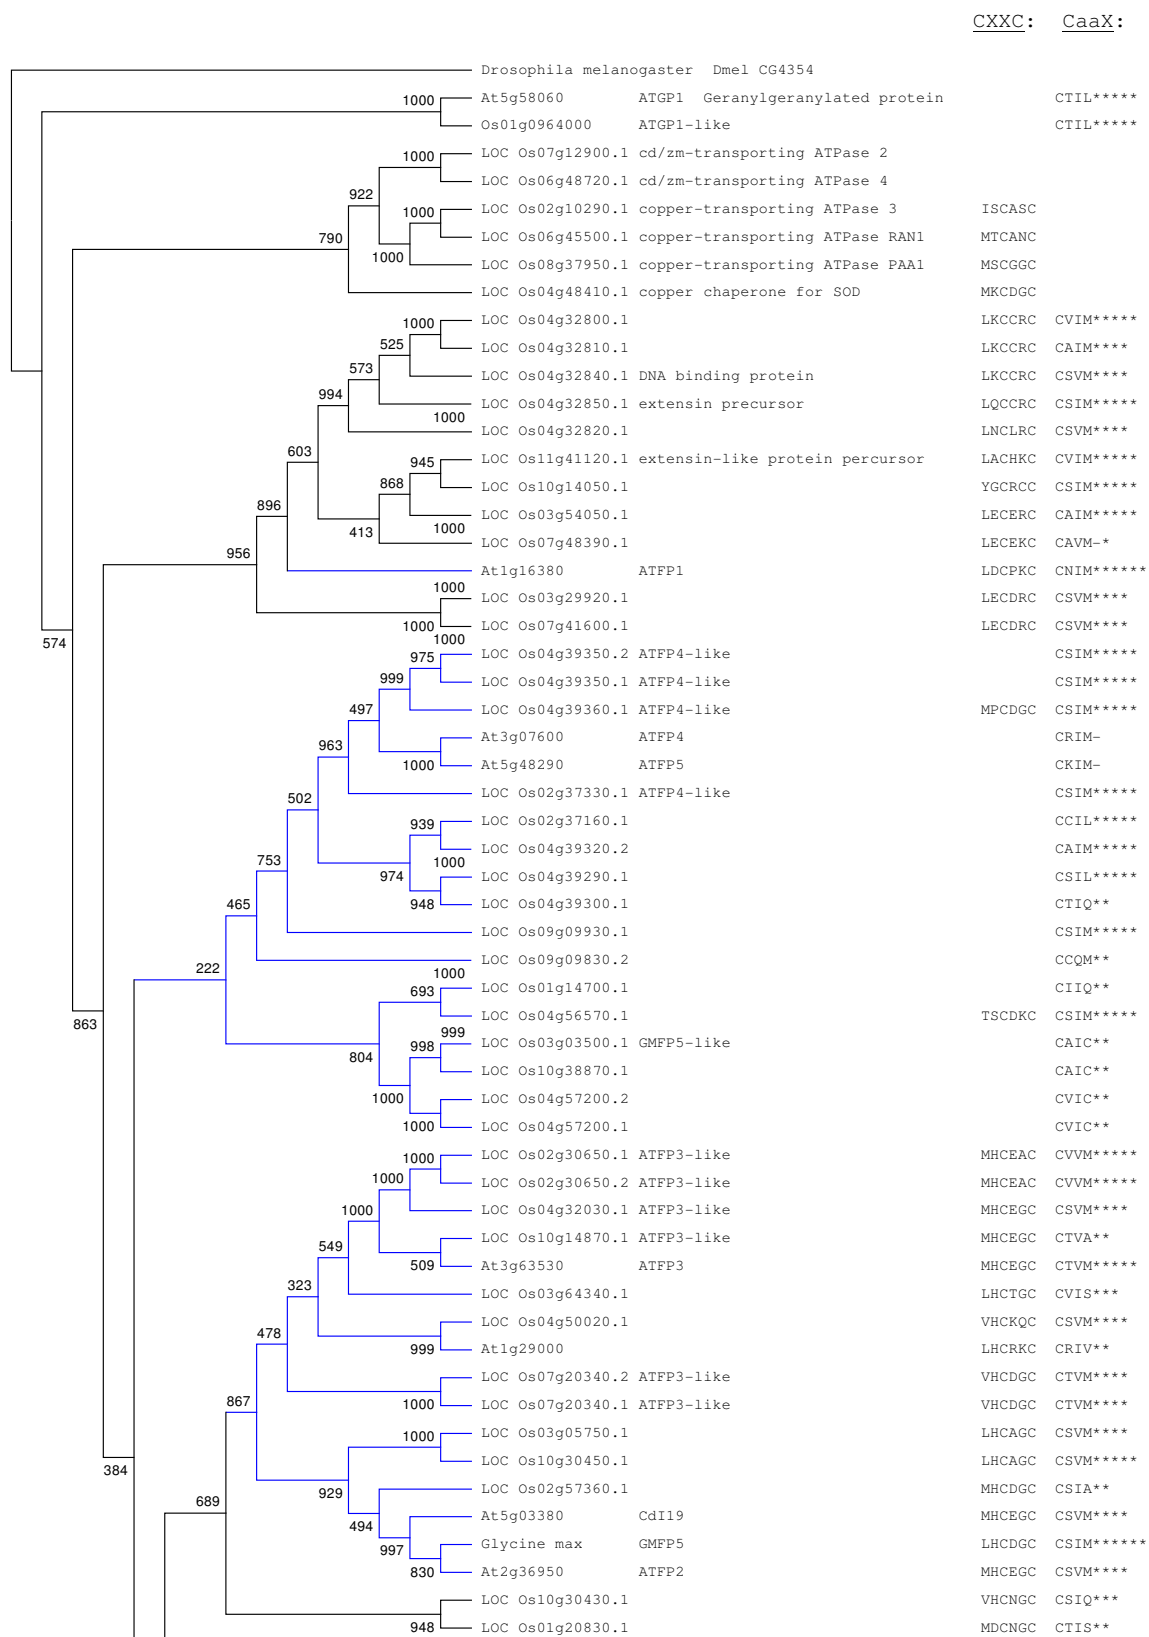 CXXC: CaaX:
Drosophila melanogaster Dmel CG4354
1000 At5g58060 ATGP1 Geranylgeranylated protein CTIL*****
Os01g0964000 ATGP1-like CTIL*****
1000 LOC Os07g12900.1 cd/zm-transporting ATPase 2
LOC Os06g48720.1 cd/zm-transporting ATPase 4
922
1000 LOC Os02g10290.1 copper-transporting ATPase 3 ISCASC
790 LOC Os06g45500.1 copper-transporting ATPase RAN1 MTCANC
1000 LOC Os08g37950.1 copper-transporting ATPase PAA1 MSCGGC
LOC Os04g48410.1 copper chaperone for SOD MKCDGC
1000 LOC Os04g32800.1 LKCCRC CVIM*****
525 LOC Os04g32810.1 LKCCRC CAIM****
573 LOC Os04g32840.1 DNA binding protein LKCCRC CSVM****
994 LOC Os04g32850.1 extensin precursor LQCCRC CSIM*****
1000
LOC Os04g32820.1 LNCLRC CSVM****
603
945 LOC Os11g41120.1 extensin-like protein percursor LACHKC CVIM*****
868 LOC Os10g14050.1 YGCRCC CSIM*****
896 LOC Os03g54050.1 LECERC CAIM*****
413 1000
LOC Os07g48390.1 LECEKC CAVM-*
956
At1g16380 ATFP1 LDCPKC CNIM******
1000
LOC Os03g29920.1 LECDRC CSVM****
1000 LOC Os07g41600.1 LECDRC CSVM****
574 1000
975 LOC Os04g39350.2 ATFP4-like CSIM*****
999 LOC Os04g39350.1 ATFP4-like CSIM*****
497 LOC Os04g39360.1 ATFP4-like MPCDGC CSIM*****
963 At3g07600 ATFP4 CRIM-
1000 At5g48290 ATFP5 CKIM-
502 LOC Os02g37330.1 ATFP4-like CSIM*****
939 LOC Os02g37160.1 CCIL*****
LOC Os04g39320.2 CAIM*****
753 1000
974 LOC Os04g39290.1 CSIL*****
465 948 LOC Os04g39300.1 CTIQ**
LOC Os09g09930.1 CSIM*****
222 LOC Os09g09830.2 CCQM**
1000
693 LOC Os01g14700.1 CIIQ**
863 LOC Os04g56570.1 TSCDKC CSIM*****
999
804 998 LOC Os03g03500.1 GMFP5-like CAIC**
LOC Os10g38870.1 CAIC**
1000 LOC Os04g57200.2 CVIC**
1000 LOC Os04g57200.1 CVIC**
1000 LOC Os02g30650.1 ATFP3-like MHCEAC CVVM*****
1000 LOC Os02g30650.2 ATFP3-like MHCEAC CVVM*****
1000 LOC Os04g32030.1 ATFP3-like MHCEGC CSVM****
549 LOC Os10g14870.1 ATFP3-like MHCEGC CTVA**
509 At3g63530 ATFP3 MHCEGC CTVM*****
323 LOC Os03g64340.1 LHCTGC CVIS***
478 LOC Os04g50020.1 VHCKQC CSVM****
999 At1g29000 LHCRKC CRIV**
LOC Os07g20340.2 ATFP3-like VHCDGC CTVM****
867 1000 LOC Os07g20340.1 ATFP3-like VHCDGC CTVM****
1000 LOC Os03g05750.1 LHCAGC CSVM****
384 LOC Os10g30450.1 LHCAGC CSVM*****
929 LOC Os02g57360.1 MHCDGC CSIA**
689 494 At5g03380 CdI19 MHCEGC CSVM****
997 Glycine max GMFP5 LHCDGC CSIM******
830 At2g36950 ATFP2 MHCEGC CSVM****
LOC Os10g30430.1 VHCNGC CSIQ***
948 LOC Os01g20830.1 MDCNGC CTIS**